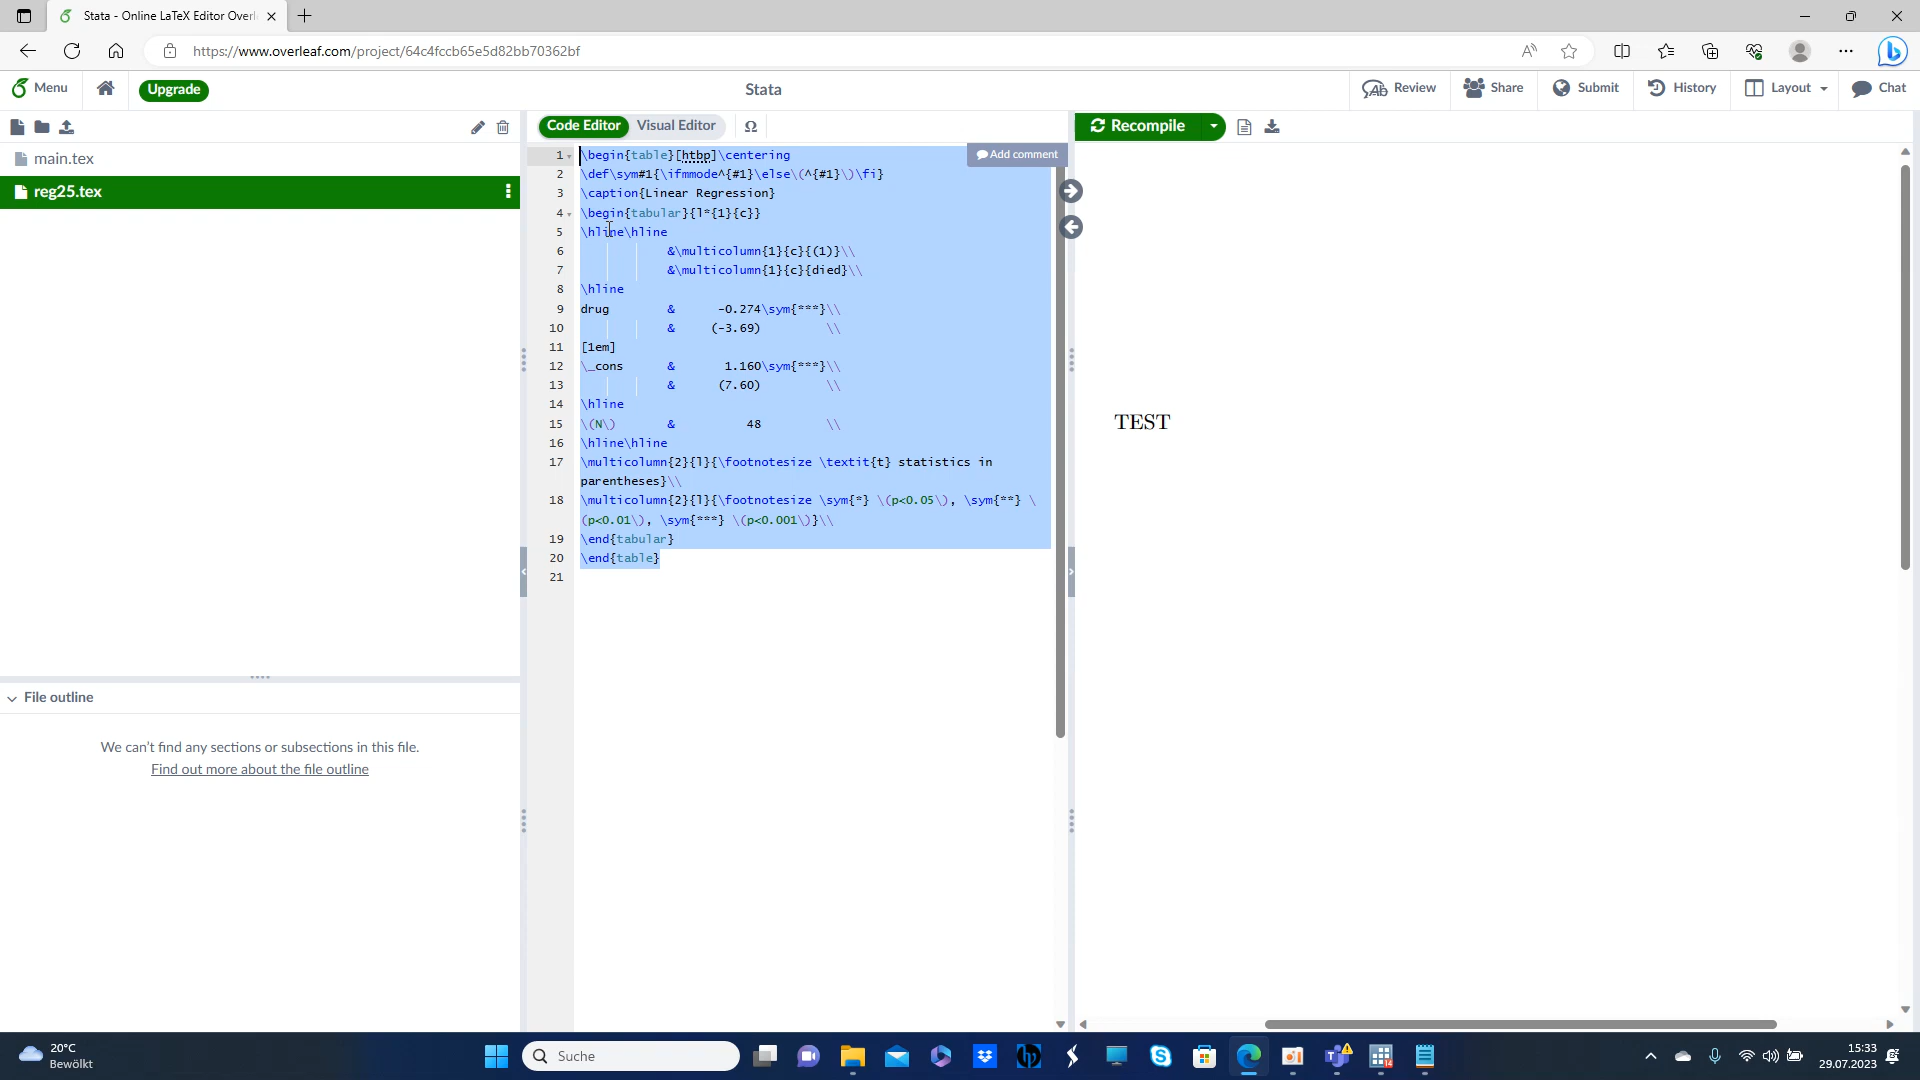 Stata - Online LaTeX Editor Overl
https://www.overleaf.com/project/64c4fccb65e5d82bb70362bf
Menu
Upgrade
Stata
Review
Share
Submit
History
Layout
Chat
Code Editor
Visual Editor
Ω
Recompile
main.tex
reg25.tex
Add comment
1 \begin{table}[htbp]\centering
2 \def\sym#1{\ifmmode^{#1}\else\(^{#1}\)\fi}
3 \caption{Linear Regression}
4 \begin{tabular}{l*{1}{c}}
5 \hline\hline
6 &\multicolumn{1}{c}{(1)}\\
7 &\multicolumn{1}{c}{died}\\
8 \hline
9 drug & -0.274\sym{***}\\
10 & (-3.69) \\
11 [1em]
12 \_cons & 1.160\sym{***}\\
13 & (7.60) \\
14 \hline
15 \(N\) & 48 \\
16 \hline\hline
17 \multicolumn{2}{l}{\footnotesize \textit{t} statistics in
parentheses}\\
18 \multicolumn{2}{l}{\footnotesize \sym{*} \(p<0.05\), \sym{**} \
(p<0.01\), \sym{***} \(p<0.001\)}\\
19 \end{tabular}
20 \end{table}
21
TEST
File outline
We can't find any sections or subsections in this file.
Find out more about the file outline
20°C
Bewölkt
Suche
15:33
29.07.2023